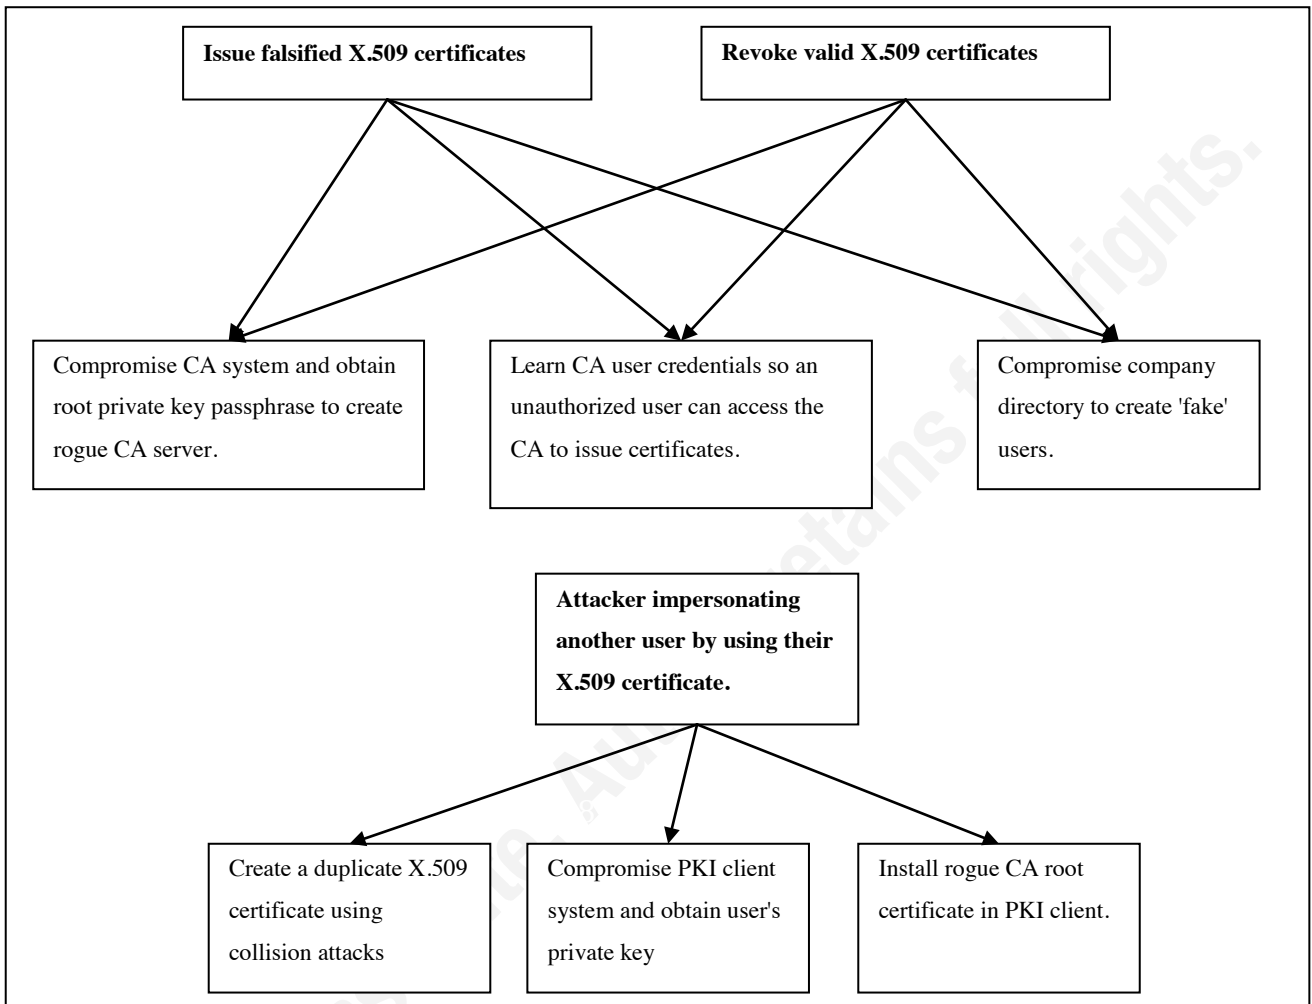 Issue falsified X.509 certificates
Revoke valid X.509 certificates
Compromise CA system and obtain
root private key passphrase to create
rogue CA server.
Learn CA user credentials so an
unauthorized user can access the
CA to issue certificates.
Compromise company
directory to create 'fake'
users.
Attacker impersonating
another user by using their
X.509 certificate.
Create a duplicate X.509
certificate using
collision attacks
Compromise PKI client
system and obtain user's
private key
Install rogue CA root
certificate in PKI client.
retains full rights.